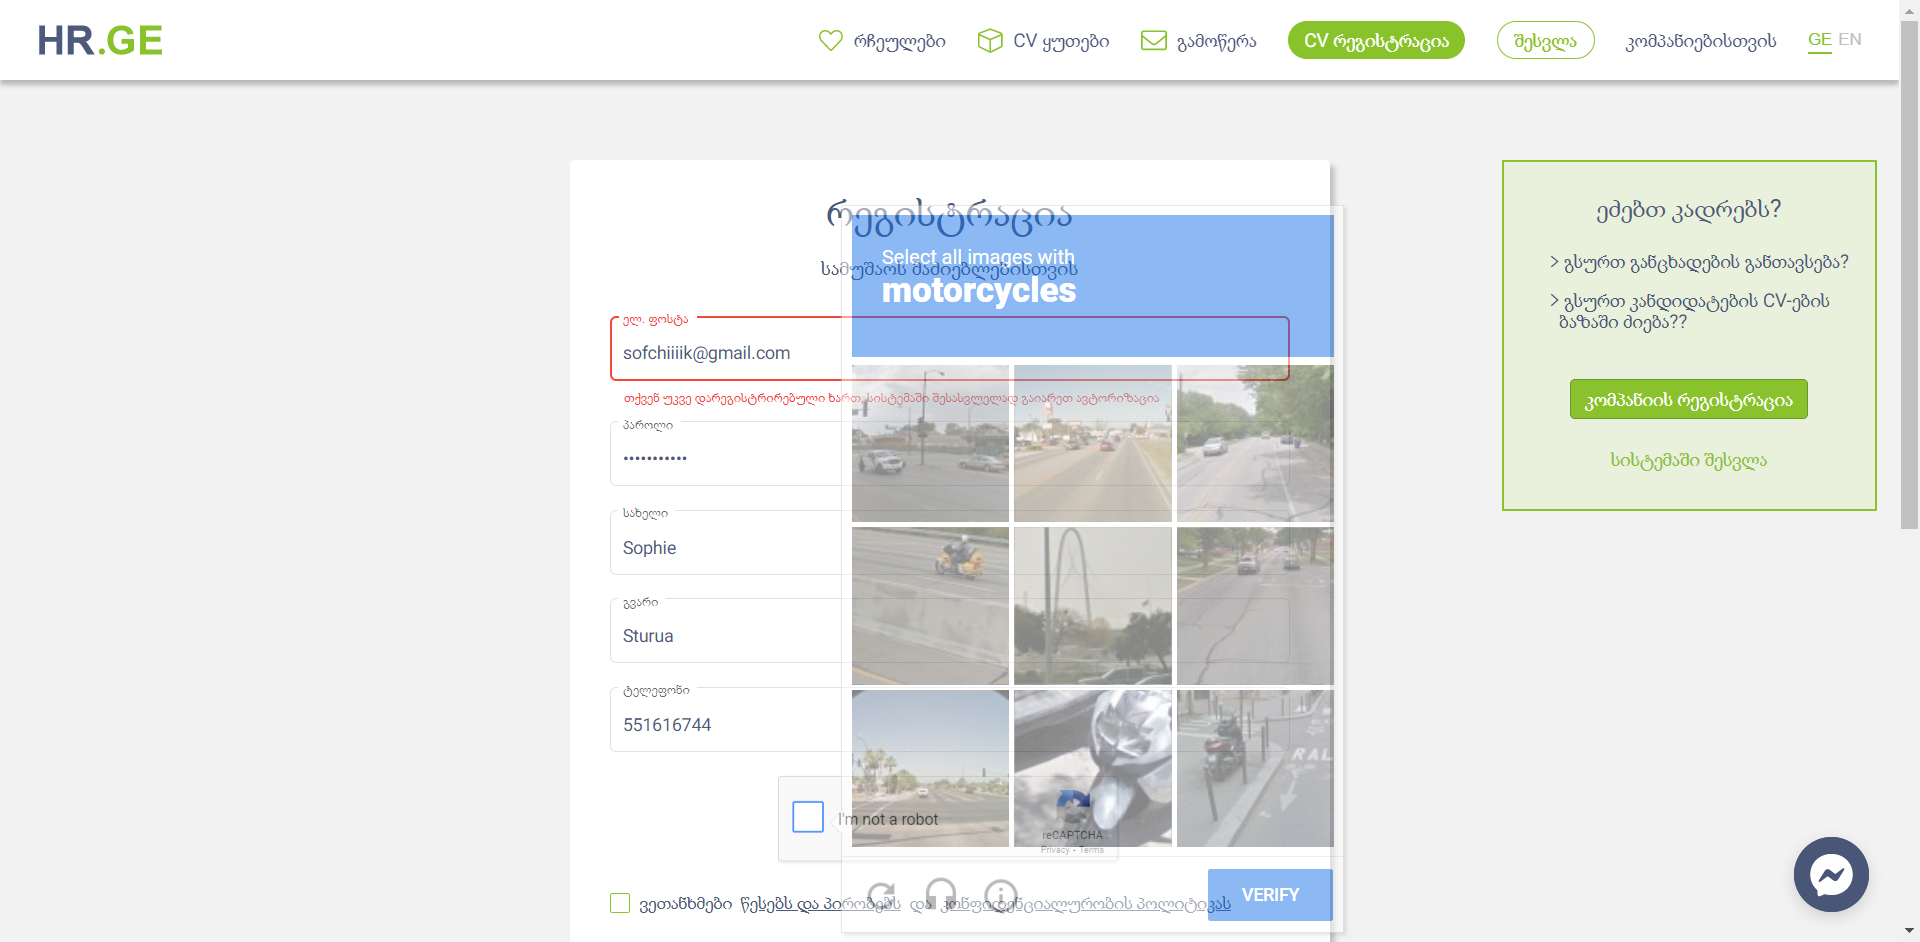 HR.GE
რჩეულები
CV ყუთები
გამოწერა
CV რეგისტრაცია
შესვლა
კომპანიებისთვის
GE EN
რეგისტრაცია
სამუშაოს მაძიებლებისთვის
Select all images with
motorcycles
ელ. ფოსტა
sofchiiiik@gmail.com
თქვენ უკვე დარეგისტრირებული ხართ, სისტემაში შესასვლელად გაიარეთ ავტორიზაცია
პაროლი
•••••••••••
სახელი
Sophie
გვარი
Sturua
ტელეფონი
551616744
I'm not a robot
reCAPTCHA
Privacy - Terms
ვეთანხმები წესებს და პირობებს და კონფიდენციალურობის პოლიტიკას
VERIFY
ეძებთ კადრებს?
> გსურთ განცხადების განთავსება?
> გსურთ კანდიდატების CV-ების
ბაზაში ძიება??
კომპანიის რეგისტრაცია
სისტემაში შესვლა